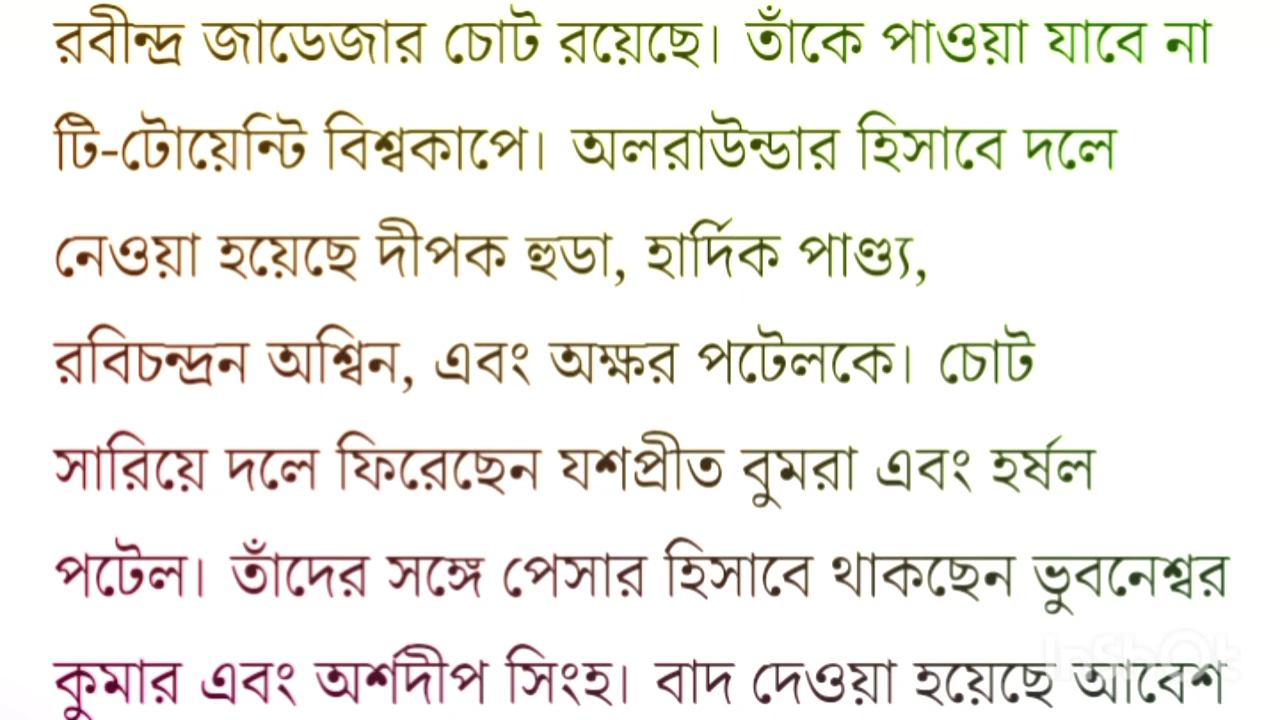 রবীন্দ্র জাডেজার চোট রয়েছে। তাঁকে পাওয়া যাবে না
টি-টোয়েন্টি বিশ্বকাপে। অলরাউন্ডার হিসাবে দলে
নেওয়া হয়েছে দীপক হুডা, হার্দিক পাণ্ড্য,
রবিচন্দ্রন অশ্বিন, এবং অক্ষর পটেলকে। চোট
সারিয়ে দলে ফিরেছেন যশপ্রীত বুমরা এবং হর্ষল
পটেল। তাঁদের সঙ্গে পেসার হিসাবে থাকছেন ভুবনেশ্বর
কুমার এবং অর্শদীপ সিংহ। বাদ দেওয়া হয়েছে আবেশ
InShOt